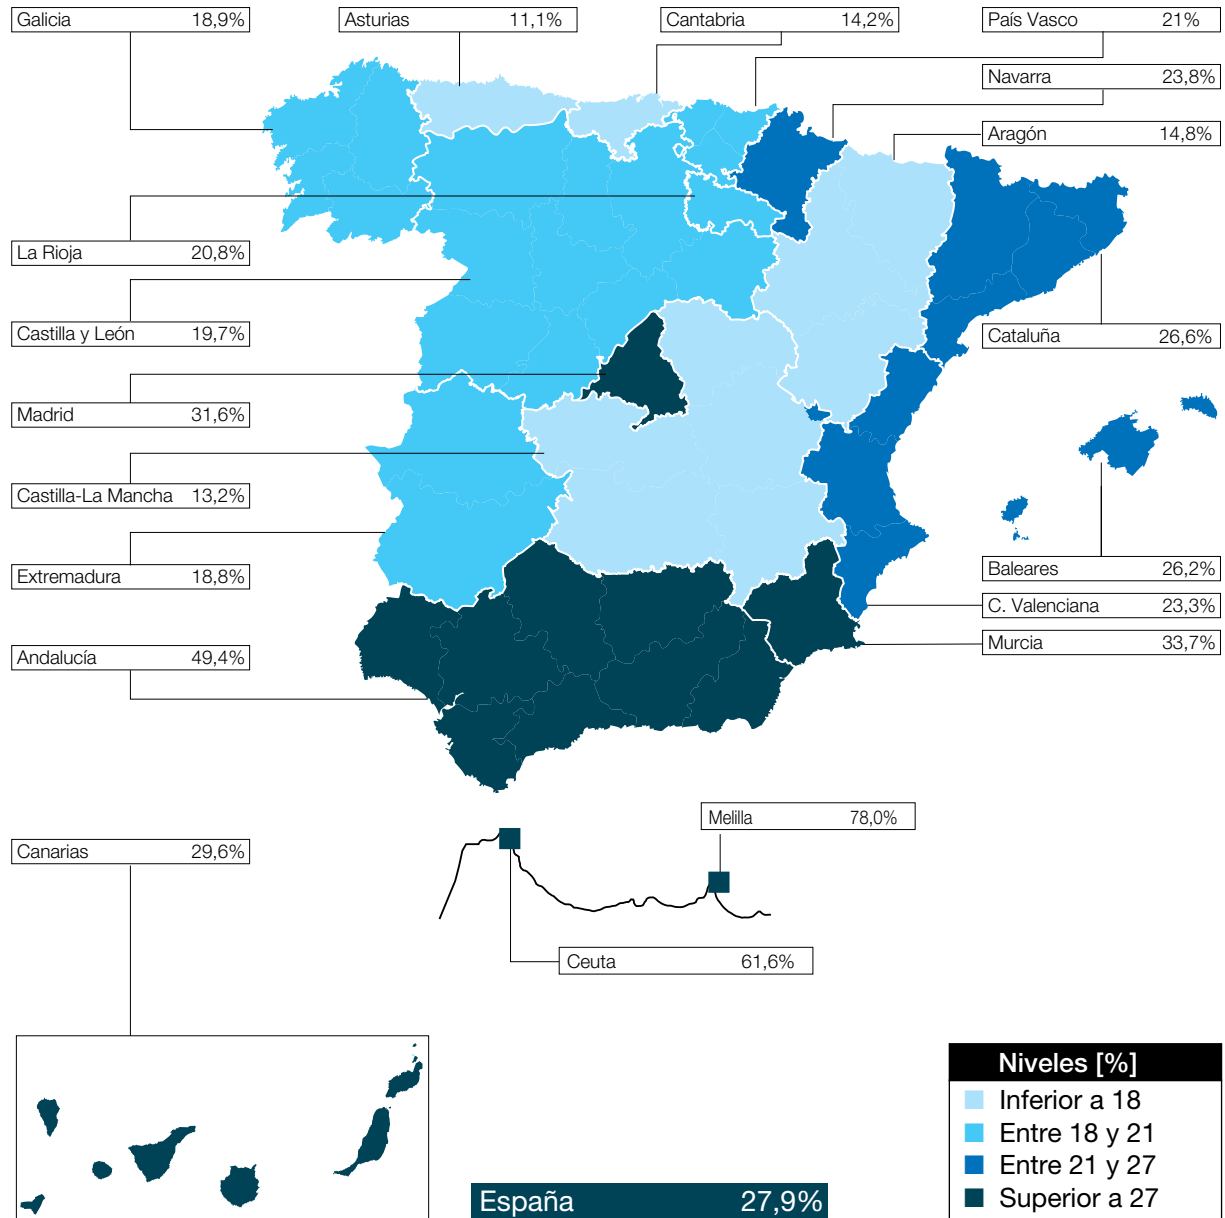 Galicia 18,9%
Asturias 11,1%
Cantabria 14,2%
País Vasco 21%
Navarra 23,8%
Aragón 14,8%
La Rioja 20,8%
Castilla y León 19,7%
Cataluña 26,6%
Madrid 31,6%
Castilla-La Mancha 13,2%
Extremadura 18,8%
Baleares 26,2%
C. Valenciana 23,3%
Murcia 33,7%
Andalucía 49,4%
Melilla 78,0%
Canarias 29,6%
Ceuta 61,6%
Niveles [%]
Inferior a 18
Entre 18 y 21
Entre 21 y 27
Superior a 27
España 27,9%